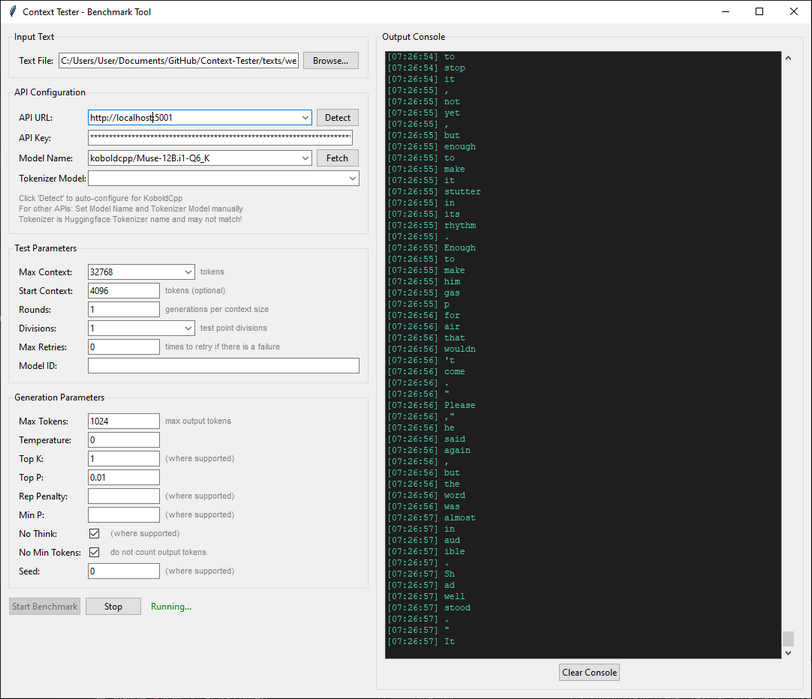 Context Tester - Benchmark Tool
Input Text
Text File: C:/Users/User/Documents/GitHub/Context-Tester/texts/we Browse...
API Configuration
API URL: http://localhost:5001 Detect
API Key: **********************************************************************
Model Name: koboldcpp/Muse-12B.i1-Q6_K Fetch
Tokenizer Model:
Click 'Detect' to auto-configure for KoboldCpp
For other APIs: Set Model Name and Tokenizer Model manually
Tokenizer is Huggingface Tokenizer name and may not match!
Test Parameters
Max Context: 32768 tokens
Start Context: 4096 tokens (optional)
Rounds: 1 generations per context size
Divisions: 1 test point divisions
Max Retries: 0 times to retry if there is a failure
Model ID:
Generation Parameters
Max Tokens: 1024 max output tokens
Temperature: 0
Top K: 1 (where supported)
Top P: 0.01
Rep Penalty: (where supported)
Min P: (where supported)
No Think: (where supported)
No Min Tokens: do not count output tokens
Seed: 0 (where supported)
Start Benchmark Stop Running...
Output Console
[07:26:54] to
[07:26:54] stop
[07:26:54] it
[07:26:55] ,
[07:26:55] not
[07:26:55] yet
[07:26:55] ,
[07:26:55] but
[07:26:55] enough
[07:26:55] to
[07:26:55] make
[07:26:55] it
[07:26:55] stutter
[07:26:55] in
[07:26:55] its
[07:26:55] rhythm
[07:26:55] .
[07:26:55] Enough
[07:26:55] to
[07:26:55] make
[07:26:55] him
[07:26:55] gas
[07:26:55] p
[07:26:56] for
[07:26:56] air
[07:26:56] that
[07:26:56] wouldn
[07:26:56] 't
[07:26:56] come
[07:26:56] .
[07:26:56] "
[07:26:56] Please
[07:26:56] ,"
[07:26:56] he
[07:26:56] said
[07:26:56] again
[07:26:56] ,
[07:26:56] but
[07:26:56] the
[07:26:56] word
[07:26:56] was
[07:26:57] almost
[07:26:57] in
[07:26:57] aud
[07:26:57] ible
[07:26:57] .
[07:26:57] Sh
[07:26:57] ad
[07:26:57] well
[07:26:57] stood
[07:26:57] .
[07:26:57] "
[07:26:57] It
Clear Console